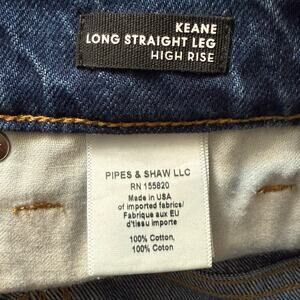 KEANE
LONG STRAIGHT LEG
HIGH RISE
PIPES & SHAW LLC
RN 155820
Made in USA
of imported fabrics/
Fabrique aux EU
d'tissu importe
100% Cotton,
100% Coton